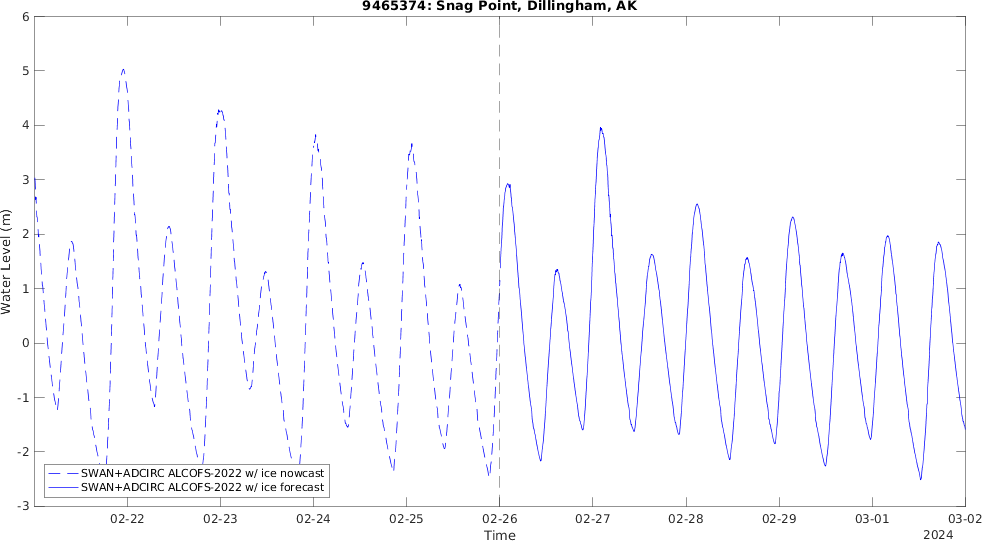 9465374: Snag Point, Dillingham, AK
6
5
4
3
2
1
0
-1
-2
-3
Water Level (m)
SWAN+ADCIRC ALCOFS-2022 w/ ice nowcast
SWAN+ADCIRC ALCOFS-2022 w/ ice forecast
02-22 02-23 02-24 02-25 02-26 02-27 02-28 02-29 03-01 03-02
Time
2024